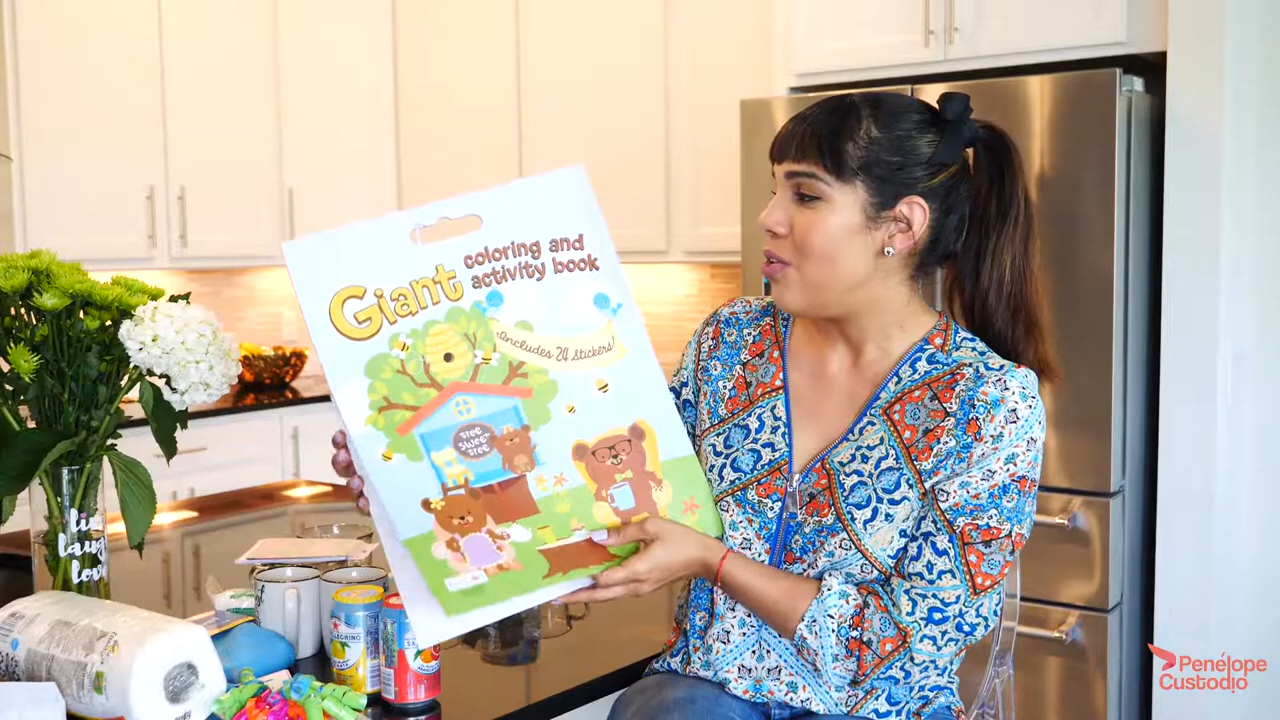 Giant
coloring and
activity book
includes 24 stickers!
tree
sweet
tree
live
laugh
love
PELLEGRINO
Penélope
Custodio